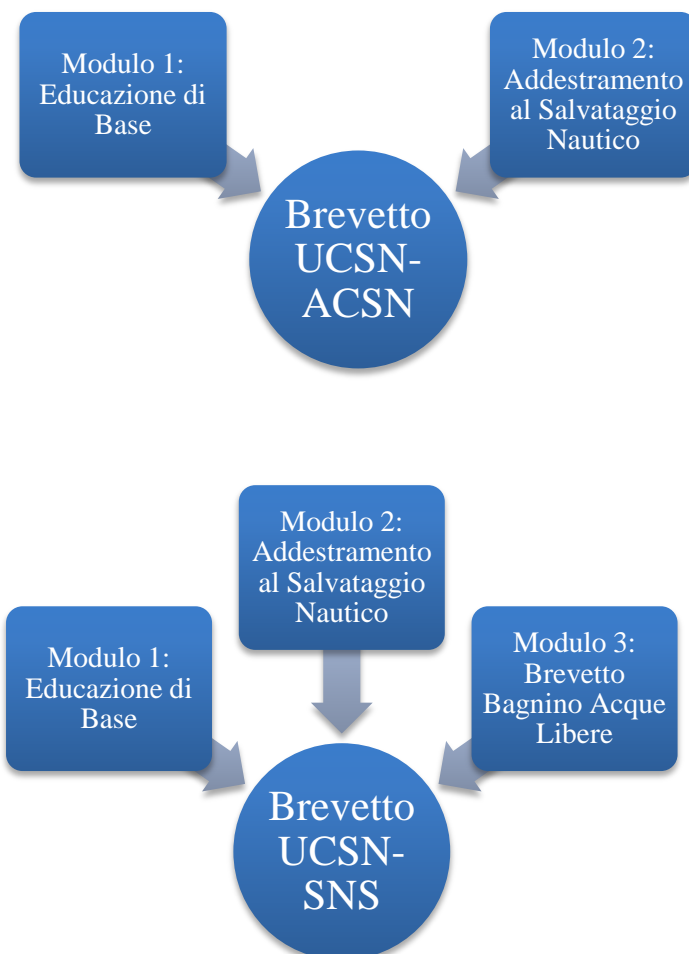 Modulo 1:
Educazione di
Base
Modulo 2:
Addestramento
al Salvataggio
Nautico
Brevetto
UCSN-
ACSN
Modulo 2:
Addestramento
al Salvataggio
Nautico
Modulo 1:
Educazione di
Base
Modulo 3:
Brevetto
Bagnino Acque
Libere
Brevetto
UCSN-
SNS